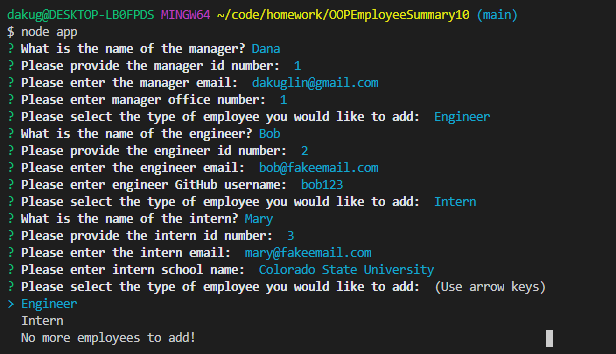 dakug@DESKTOP-LB0FPDS MINGW64 ~/code/homework/OOPEmployeeSummary10 (main)
$ node app
? What is the name of the manager? Dana
? Please provide the manager id number:  1
? Please enter the manager email:  dakuglin@gmail.com
? Please enter manager office number:  1
? Please select the type of employee you would like to add:  Engineer
? What is the name of the engineer? Bob
? Please provide the engineer id number:  2
? Please enter the engineer email:  bob@fakeemail.com
? Please enter engineer GitHub username:  bob123
? Please select the type of employee you would like to add:  Intern
? What is the name of the intern? Mary
? Please provide the intern id number:  3
? Please enter the intern email:  mary@fakeemail.com
? Please enter intern school name:  Colorado State University
? Please select the type of employee you would like to add:  (Use arrow keys)
> Engineer
  Intern
  No more employees to add!